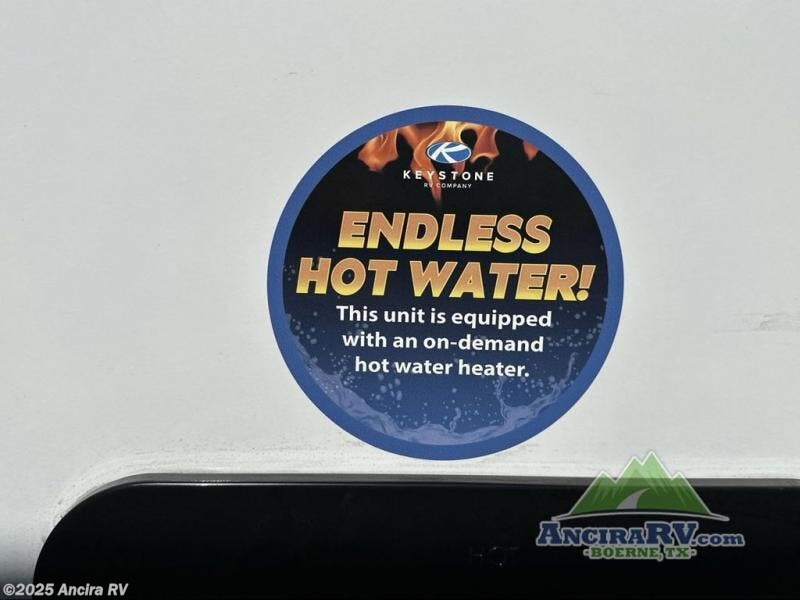 KEYSTONE
RV COMPANY
ENDLESS
HOT WATER!
This unit is equipped
with an on-demand
hot water heater.
HOT
ANCIRARV.com
BOERNE, TX
©2025 Ancira RV